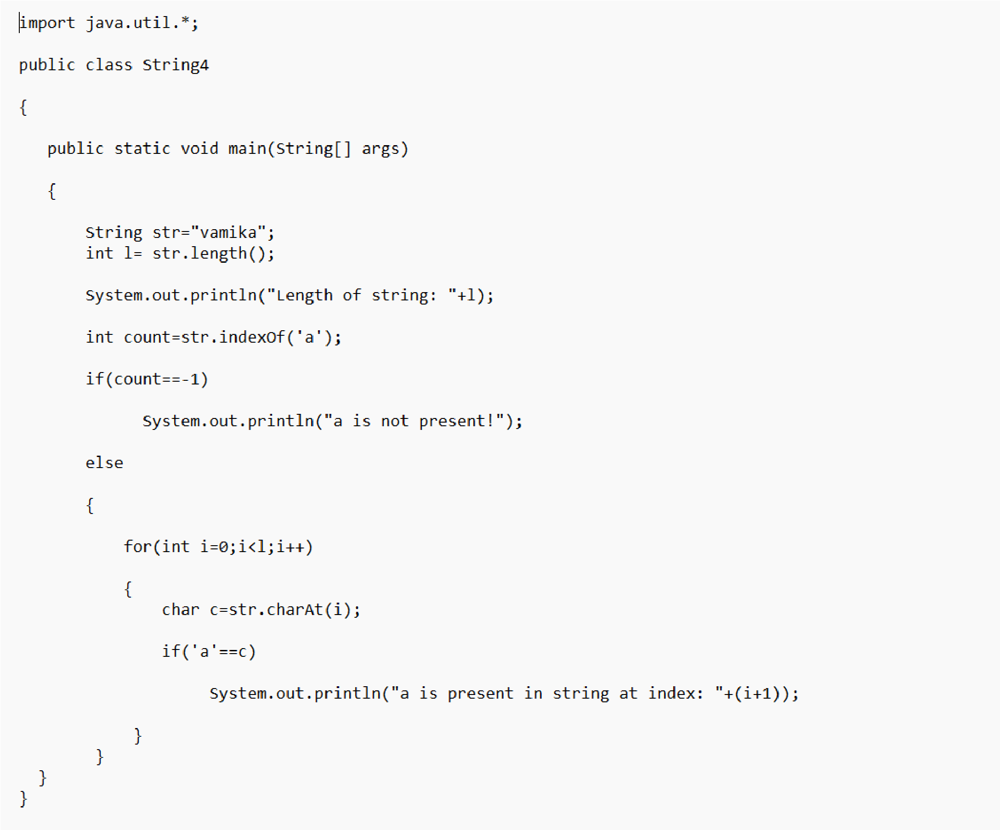 import java.util.*;
public class String4
{
public static void main(String[] args)
{
String str="vamika";
int l= str.length();
System.out.println("Length of string: "+l);
int count=str.indexOf('a');
if(count==-1)
System.out.println("a is not present!");
else
{
for(int i=0;i<l;i++)
{
char c=str.charAt(i);
if('a'==c)
System.out.println("a is present in string at index: "+(i+1));
}
}
}
}